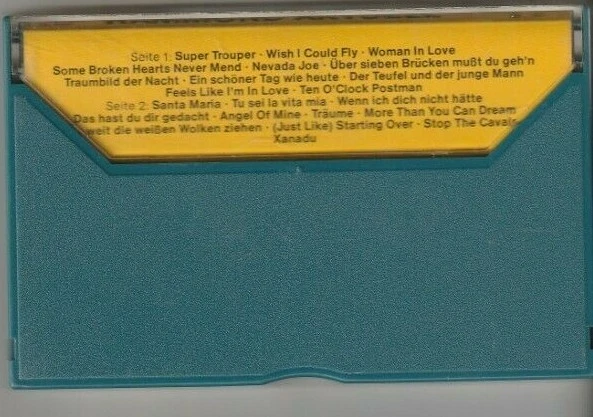 Seite 1: Super Trouper · Wish I Could Fly · Woman In Love
Some Broken Hearts Never Mend · Nevada Joe · Über sieben Brücken mußt du geh'n
Traumbild der Nacht · Ein schöner Tag wie heute · Der Teufel und der junge Mann
Feels Like I'm In Love · Ten O'Clock Postman
Seite 2: Santa Maria · Tu sei la vita mia · Wenn ich dich nicht hätte
Das hast du dir gedacht · Angel Of Mine · Träume · More Than You Can Dream
weit die weißen Wolken ziehen · (Just Like) Starting Over · Stop The Caval
Xanadu